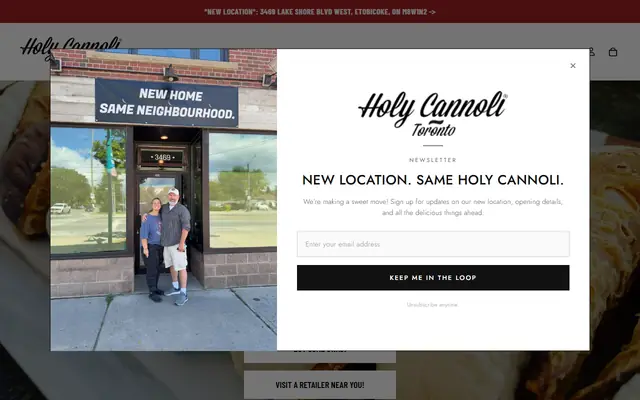 *NEW LOCATION*: 3469 LAKE SHORE BLVD WEST, ETOBICOKE, ON M8W1N2 ->
Holy Cannoli
NEW HOME
SAME NEIGHBOURHOOD.
• 3469 •
Holy Cannoli
Toronto
NEWSLETTER
NEW LOCATION. SAME HOLY CANNOLI.
We're making a sweet move! Sign up for updates on our new location, opening details,
and all the delicious things ahead.
Enter your email address
KEEP ME IN THE LOOP
Unsubscribe anytime
VISIT A RETAILER NEAR YOU!